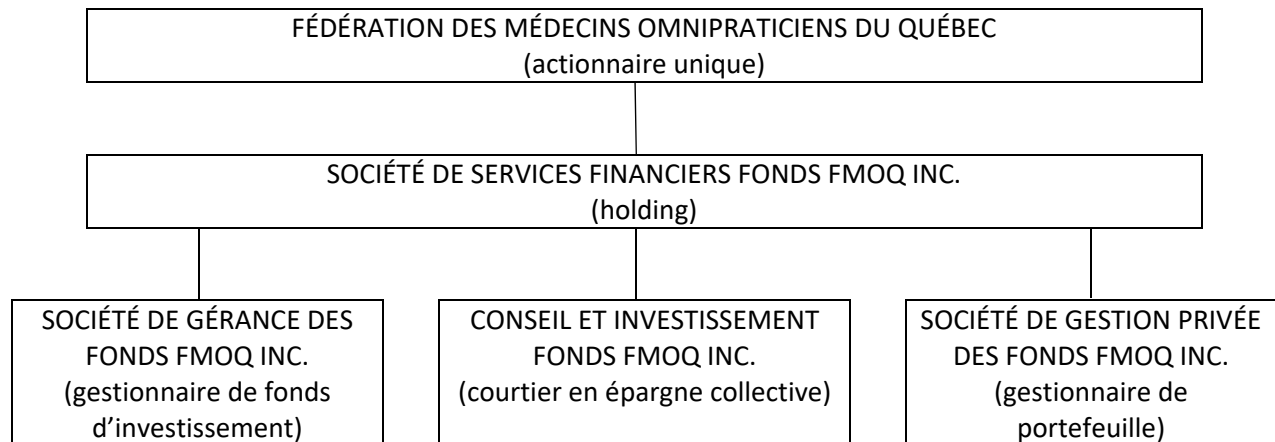 FÉDÉRATION DES MÉDECINS OMNIPRATICIENS DU QUÉBEC
(actionnaire unique)
SOCIÉTÉ DE SERVICES FINANCIERS FONDS FMOQ INC.
(holding)
SOCIÉTÉ DE GÉRANCE DES
FONDS FMOQ INC.
(gestionnaire de fonds
d’investissement)
CONSEIL ET INVESTISSEMENT
FONDS FMOQ INC.
(courtier en épargne collective)
SOCIÉTÉ DE GESTION PRIVÉE
DES FONDS FMOQ INC.
(gestionnaire de
portefeuille)